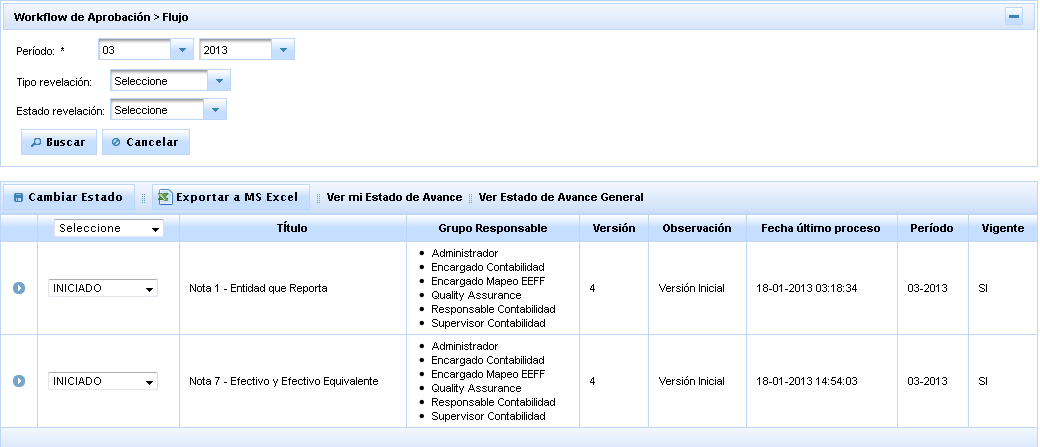 Workflow de Aprobación > Flujo
Período: * 03 2013
Tipo revelación: Seleccione
Estado revelación: Seleccione
Buscar Cancelar
Cambiar Estado Exportar a MS Excel Ver mi Estado de Avance Ver Estado de Avance General
Seleccione Título Grupo Responsable Versión Observación Fecha último proceso Período Vigente
Administrador
Encargado Contabilidad
Encargado Mapeo EEFF
INICIADO Nota 1 - Entidad que Reporta Quality Assurance 4 Versión Inicial 18-01-2013 03:18:34 03-2013 SI
Responsable Contabilidad
Supervisor Contabilidad
Administrador
Encargado Contabilidad
Encargado Mapeo EEFF
INICIADO Nota 7 - Efectivo y Efectivo Equivalente Quality Assurance 4 Versión Inicial 18-01-2013 14:54:03 03-2013 SI
Responsable Contabilidad
Supervisor Contabilidad